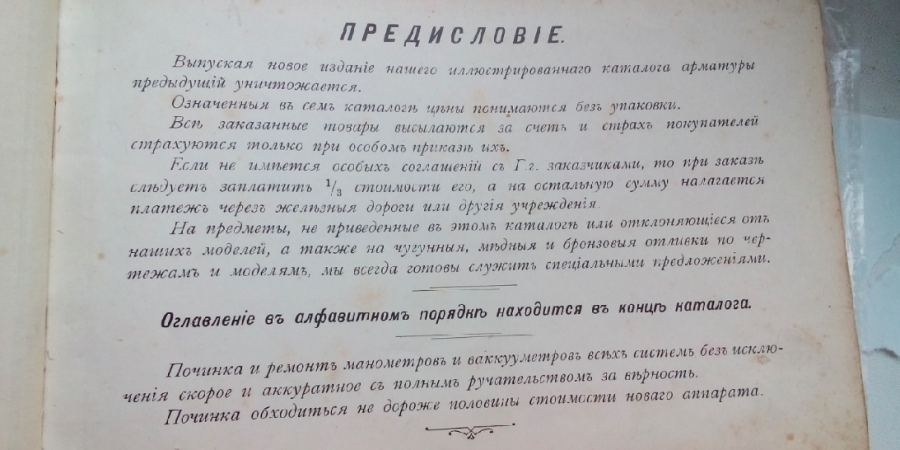 ПРЕДИСЛОВІЕ.
Выпуская новое изданіе нашего иллюстрированнаго каталога арматуры
предыдущій уничтожается.
Означенныя въ семъ каталогѣ цѣны понимаются безъ упаковки.
Всѣ заказанные товары высылаются за счетъ и страхъ покупателей
страхуются только при особомъ приказѣ ихъ.
Если не имѣется особыхъ соглашеній съ Г.г. заказчиками, то при заказѣ
слѣдуетъ заплатить 1/3 стоимости его, а на остальную сумму налагается
платежъ черезъ желѣзныя дороги или другія учрежденія.
На предметы, не приведенные въ этомъ каталогѣ или отклоняющіеся отъ
нашихъ моделей, а также на чугунныя, мѣдныя и бронзовыя отливки по чер-
тежамъ и моделямъ, мы всегда готовы служить спеціальными предложеніями.
Оглавленіе въ алфавитномъ порядкѣ находится въ концѣ каталога.
Починка и ремонтъ манометровъ и ваккууметровъ всѣхъ системъ безъ исклю-
ченія скорое и аккуратное съ полнымъ ручательствомъ за вѣрность.
Починка обходиться не дороже половины стоимости новаго аппарата.